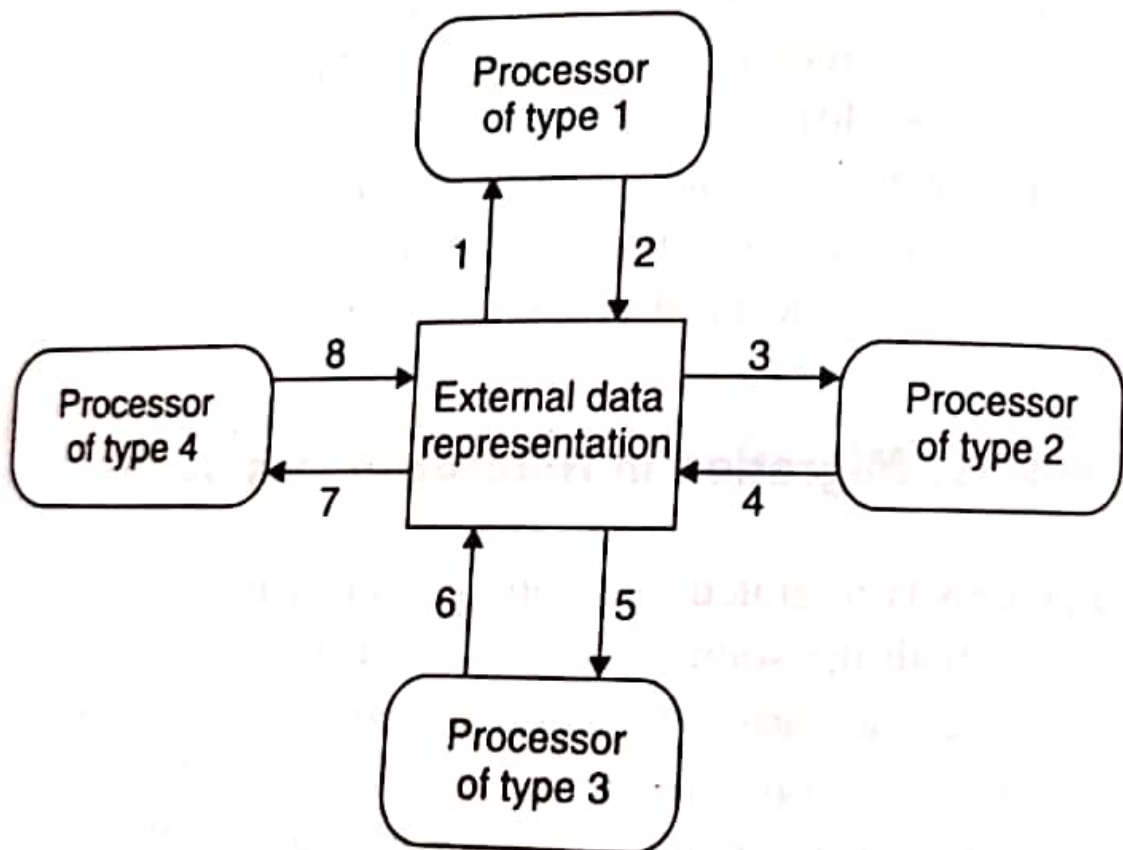 Processor
of type 1
1
2
8
3
Processor
of type 4
External data
representation
Processor
of type 2
7
4
6
5
Processor
of type 3